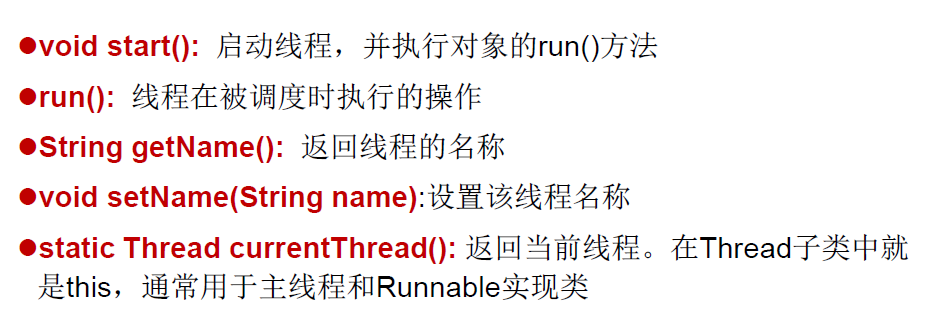 ●void start(): 启动线程，并执行对象的run()方法
●run(): 线程在被调度时执行的操作
●String getName(): 返回线程的名称
●void setName(String name):设置该线程名称
●static Thread currentThread(): 返回当前线程。在Thread子类中就
是this，通常用于主线程和Runnable实现类